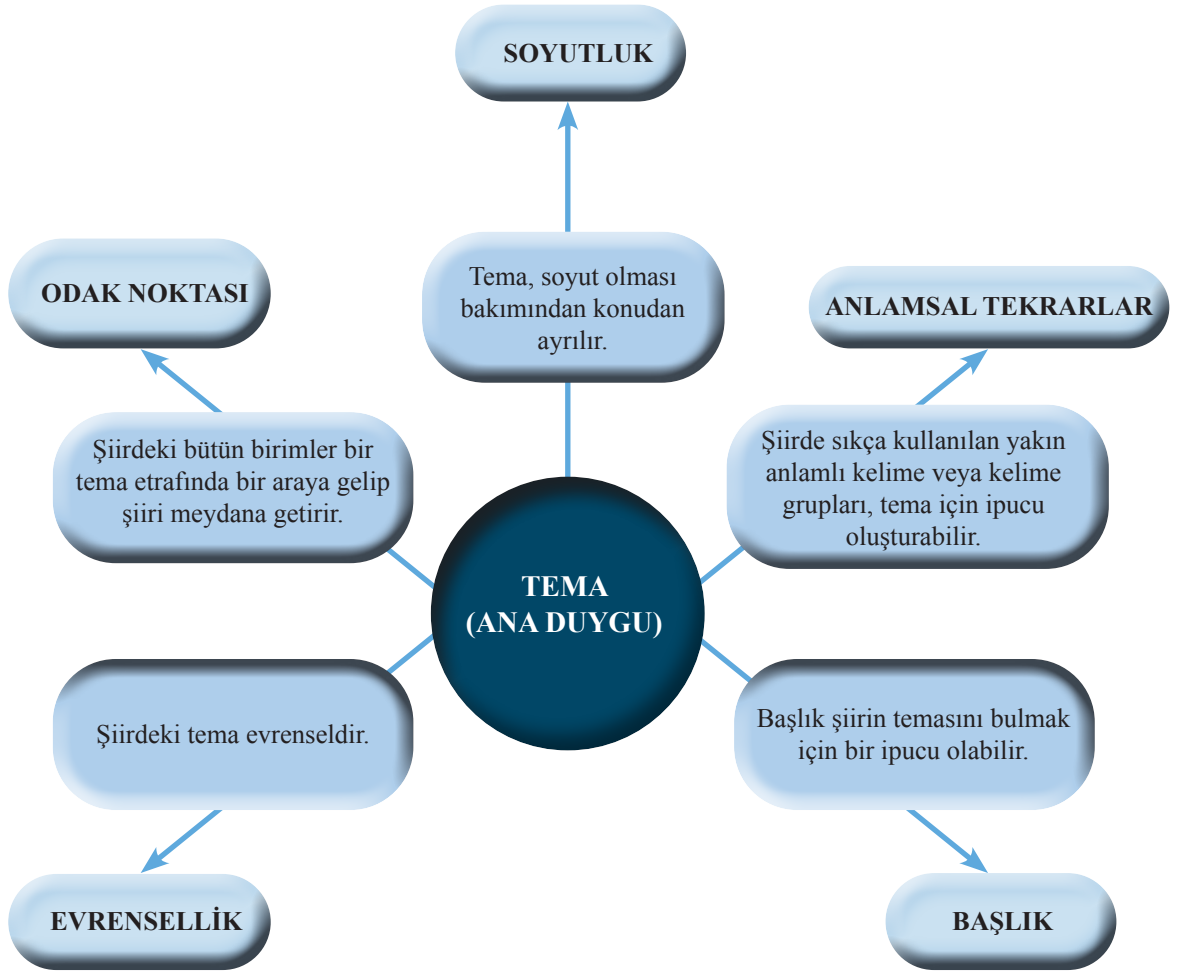 SOYUTLUK
Tema, soyut olması
bakımından konudan
ayrılır.
ODAK NOKTASI
Şiirdeki bütün birimler bir
tema etrafında bir araya gelip
şiiri meydana getirir.
ANLAMSAL TEKRARLAR
Şiirde sıkça kullanılan yakın
anlamlı kelime veya kelime
grupları, tema için ipucu
oluşturabilir.
TEMA
(ANA DUYGU)
Şiirdeki tema evrenseldir.
EVRENSELLİK
Başlık şiirin temasını bulmak
için bir ipucu olabilir.
BAŞLIK